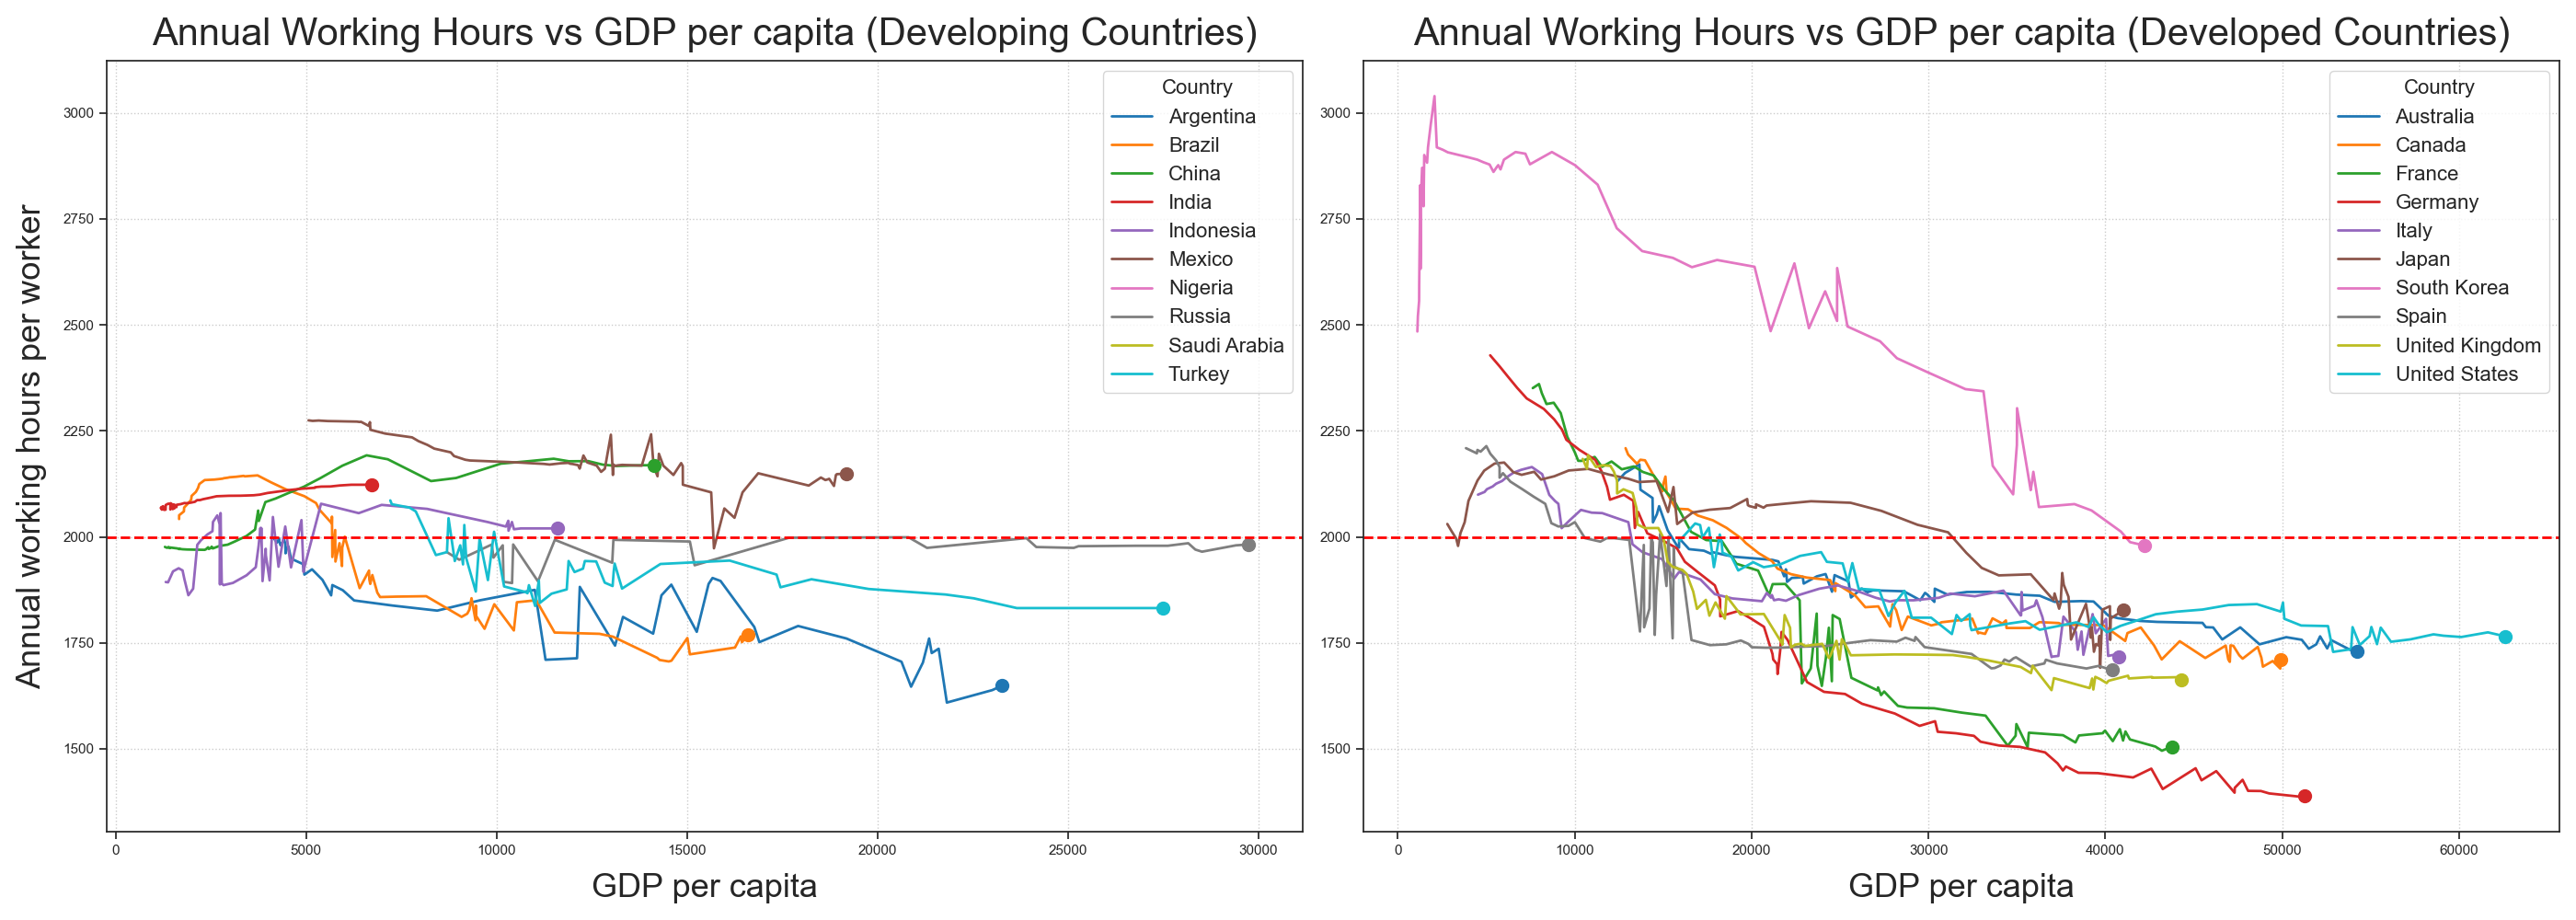 Annual Working Hours vs GDP per capita (Developing Countries)
Annual working hours per worker
3000
2750
2500
2250
2000
1750
1500
0 5000 10000 15000 20000 25000 30000
GDP per capita
Country
Argentina
Brazil
China
India
Indonesia
Mexico
Nigeria
Russia
Saudi Arabia
Turkey
Annual Working Hours vs GDP per capita (Developed Countries)
3000
2750
2500
2250
2000
1750
1500
0 10000 20000 30000 40000 50000 60000
GDP per capita
Country
Australia
Canada
France
Germany
Italy
Japan
South Korea
Spain
United Kingdom
United States